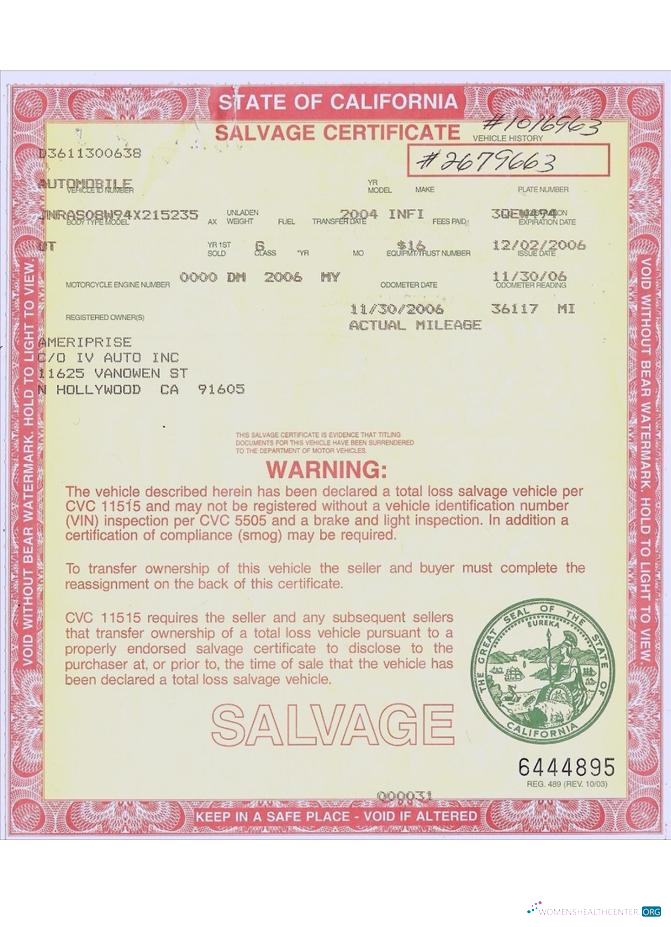 STATE OF CALIFORNIA
SALVAGE CERTIFICATE
#1016963
VEHICLE HISTORY
D3611300638
#2679663
AUTOMOBILE
VEHICLE ID NUMBER
YR MODEL MAKE PLATE NUMBER
JNRAS08W94X215235 2004 INFI 3QEW494
BODY TYPE MODEL AX UNLADEN WEIGHT FUEL TRANSFER DATE FEES PAID EXPIRATION DATE
UT G $16 12/02/2006
YR 1ST SOLD CLASS *YR MO EQUIPMT/TRUST NUMBER ISSUE DATE
0000 DM 2006 MY 11/30/06
MOTORCYCLE ENGINE NUMBER ODOMETER DATE ODOMETER READING
11/30/2006 36117 MI
REGISTERED OWNER(S)
ACTUAL MILEAGE
AMERIPRISE
C/O IV AUTO INC
11625 VANOWEN ST
N HOLLYWOOD CA 91605
THIS SALVAGE CERTIFICATE IS EVIDENCE THAT TITLING
DOCUMENTS FOR THIS VEHICLE HAVE BEEN SURRENDERED
TO THE DEPARTMENT OF MOTOR VEHICLES.
WARNING:
The vehicle described herein has been declared a total loss salvage vehicle per
CVC 11515 and may not be registered without a vehicle identification number
(VIN) inspection per CVC 5505 and a brake and light inspection. In addition a
certification of compliance (smog) may be required.
To transfer ownership of this vehicle the seller and buyer must complete the
reassignment on the back of this certificate.
CVC 11515 requires the seller and any subsequent sellers
that transfer ownership of a total loss vehicle pursuant to a
properly endorsed salvage certificate to disclose to the
purchaser at, or prior to, the time of sale that the vehicle has
been declared a total loss salvage vehicle.
THE GREAT SEAL OF THE STATE OF CALIFORNIA
EUREKA
SALVAGE
6444895
REG. 489 (REV. 10/03)
000031
KEEP IN A SAFE PLACE - VOID IF ALTERED
VOID WITHOUT BEAR WATERMARK. HOLD TO LIGHT TO VIEW.
VOID WITHOUT BEAR WATERMARK. HOLD TO LIGHT TO VIEW
WOMENSHEALTHCENTER.ORG